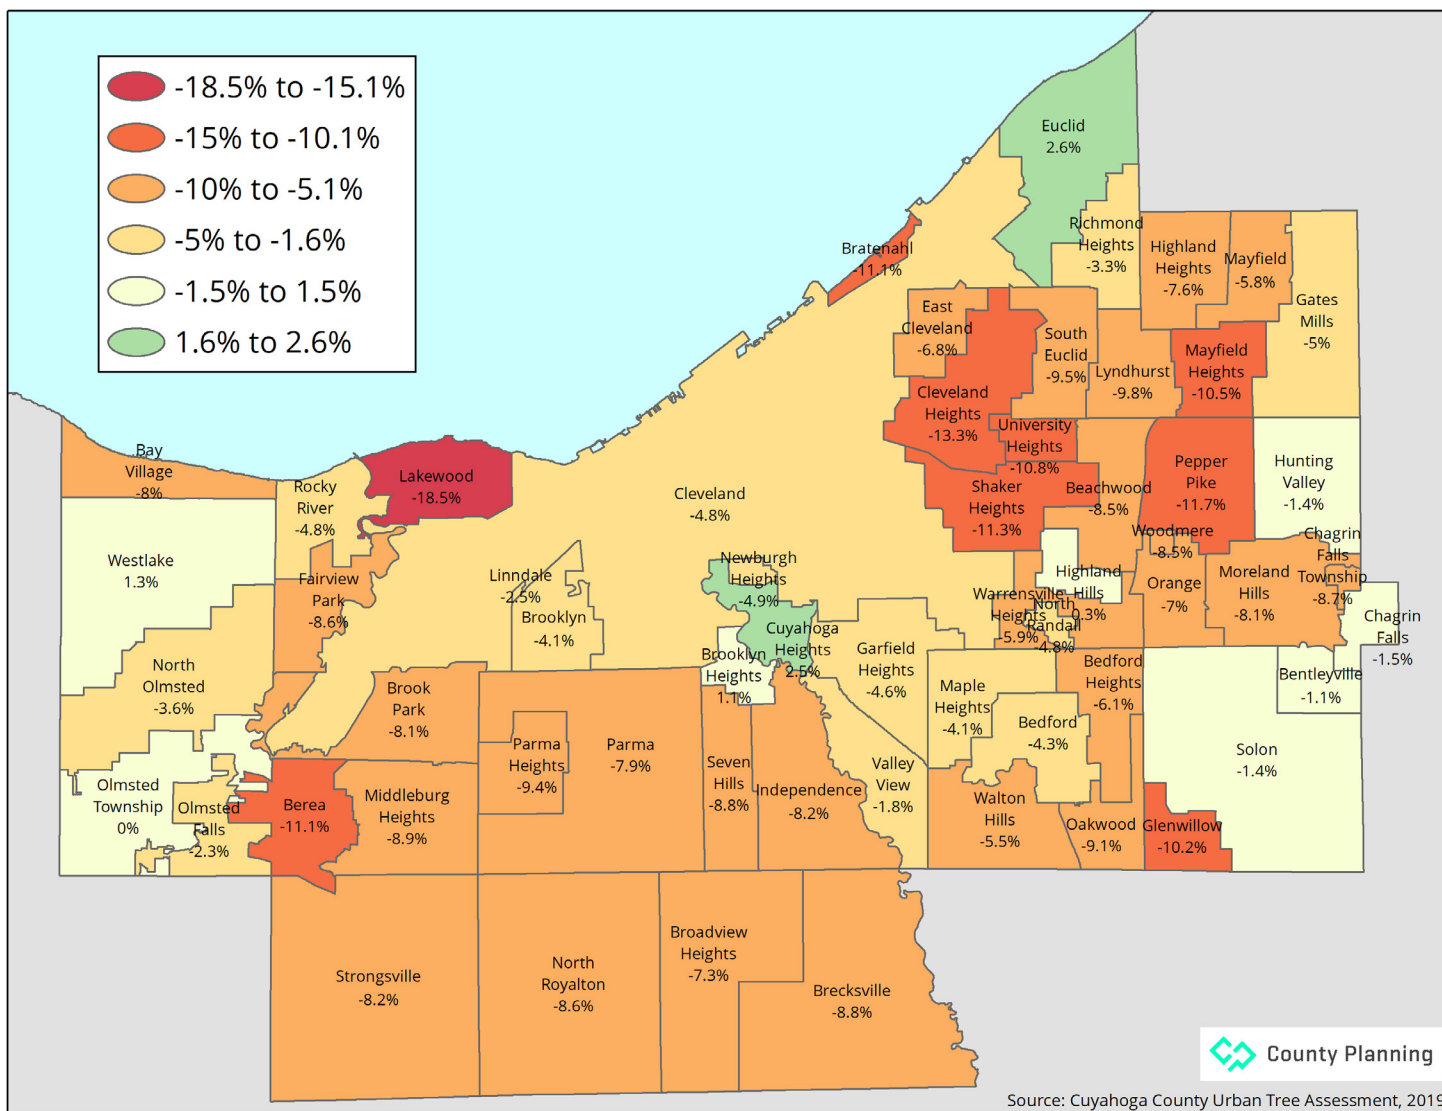 -18.5% to -15.1%
-15% to -10.1%
-10% to -5.1%
-5% to -1.6%
-1.5% to 1.5%
1.6% to 2.6%
Euclid
2.6%
Richmond
Heights
-3.3%
Bratenahl
-11.1%
Highland
Heights
-7.6%
Mayfield
-5.8%
Gates
Mills
-5%
East
Cleveland
-6.8%
South
Euclid
-9.5%
Lyndhurst
-9.8%
Mayfield
Heights
-10.5%
Cleveland
Heights
-13.3%
University
Heights
-10.8%
Bay
Village
-8%
Rocky
River
-4.8%
Lakewood
-18.5%
Cleveland
-4.8%
Shaker
Heights
-11.3%
Beachwood
-8.5%
Pepper
Pike
-11.7%
Hunting
Valley
-1.4%
Woodmere
-8.5%
Chagrin
Falls
Township
-8.7%
Westlake
1.3%
Fairview
Park
-8.6%
Linndale
-2.5%
Brooklyn
-4.1%
Newburgh
Heights
-4.9%
Cuyahoga
Heights
2.5%
Brooklyn
Heights
1.1%
Garfield
Heights
-4.6%
Warrensville
Heights
-5.9%
Highland
Hills
0.3%
North
Randall
-4.8%
Orange
-7%
Moreland
Hills
-8.1%
Chagrin
Falls
-1.5%
North
Olmsted
-3.6%
Brook
Park
-8.1%
Maple
Heights
-4.1%
Bedford
Heights
-6.1%
Bedford
-4.3%
Bentleyville
-1.1%
Olmsted
Township
0%
Olmsted
Falls
-2.3%
Berea
-11.1%
Middleburg
Heights
-8.9%
Parma
Heights
-9.4%
Parma
-7.9%
Seven
Hills
-8.8%
Independence
-8.2%
Valley
View
-1.8%
Walton
Hills
-5.5%
Oakwood
-9.1%
Glenwillow
-10.2%
Solon
-1.4%
Strongsville
-8.2%
North
Royalton
-8.6%
Broadview
Heights
-7.3%
Brecksville
-8.8%
County Planning
Source: Cuyahoga County Urban Tree Assessment, 2019